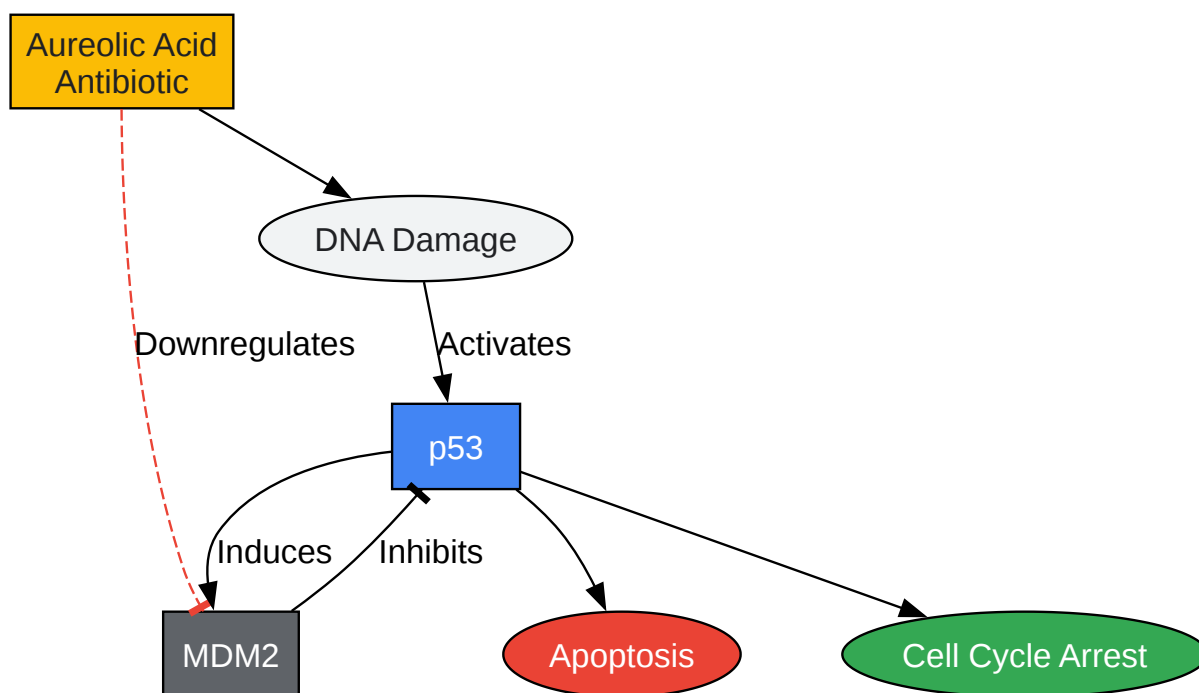 Aureolic Acid
Antibiotic
DNA Damage
Downregulates
Activates
p53
Induces
Inhibits
MDM2
Apoptosis
Cell Cycle Arrest